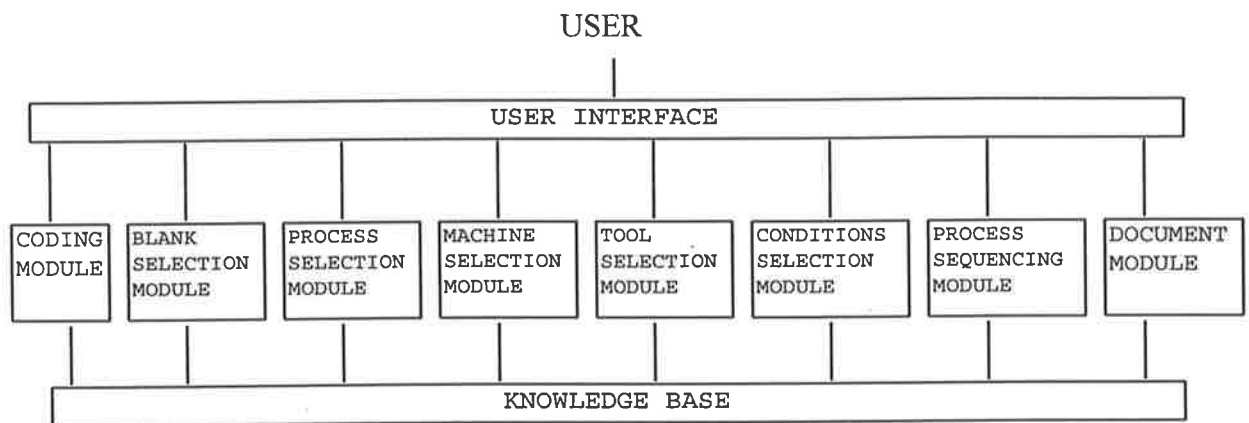 USER
USER INTERFACE
CODING
MODULE
BLANK
SELECTION
MODULE
PROCESS
SELECTION
MODULE
MACHINE
SELECTION
MODULE
TOOL
SELECTION
MODULE
CONDITIONS
SELECTION
MODULE
PROCESS
SEQUENCING
MODULE
DOCUMENT
MODULE
KNOWLEDGE BASE